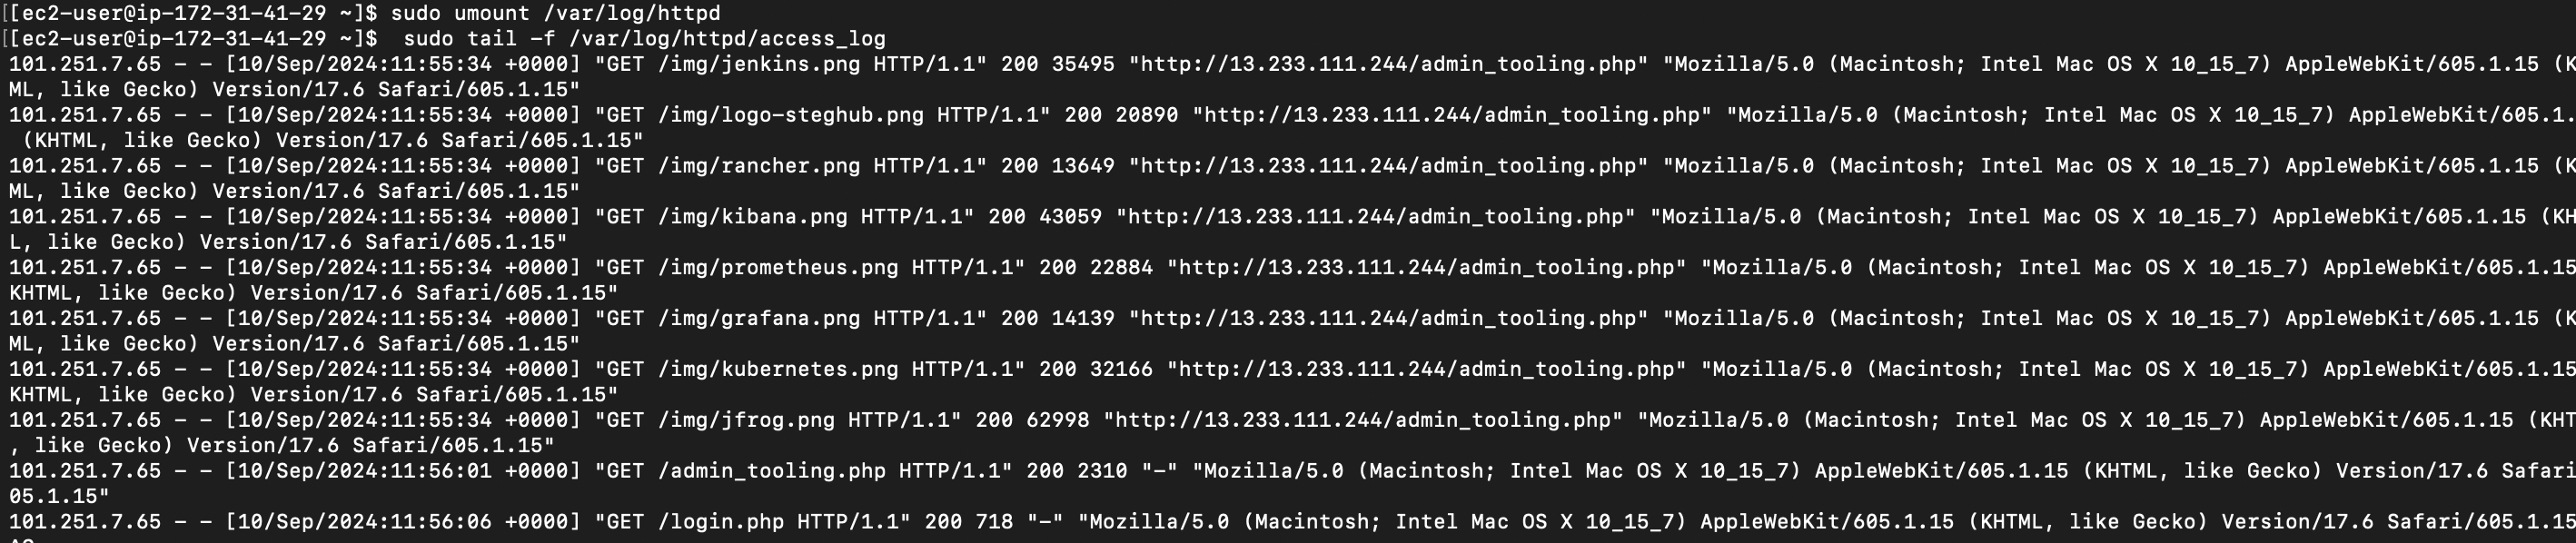 [[ec2-user@ip-172-31-41-29 ~]$ sudo umount /var/log/httpd
[[ec2-user@ip-172-31-41-29 ~]$  sudo tail -f /var/log/httpd/access_log
101.251.7.65 - - [10/Sep/2024:11:55:34 +0000] "GET /img/jenkins.png HTTP/1.1" 200 35495 "http://13.233.111.244/admin_tooling.php" "Mozilla/5.0 (Macintosh; Intel Mac OS X 10_15_7) AppleWebKit/605.1.15 (K
ML, like Gecko) Version/17.6 Safari/605.1.15"
101.251.7.65 - - [10/Sep/2024:11:55:34 +0000] "GET /img/logo-steghub.png HTTP/1.1" 200 20890 "http://13.233.111.244/admin_tooling.php" "Mozilla/5.0 (Macintosh; Intel Mac OS X 10_15_7) AppleWebKit/605.1.
 (KHTML, like Gecko) Version/17.6 Safari/605.1.15"
101.251.7.65 - - [10/Sep/2024:11:55:34 +0000] "GET /img/rancher.png HTTP/1.1" 200 13649 "http://13.233.111.244/admin_tooling.php" "Mozilla/5.0 (Macintosh; Intel Mac OS X 10_15_7) AppleWebKit/605.1.15 (K
ML, like Gecko) Version/17.6 Safari/605.1.15"
101.251.7.65 - - [10/Sep/2024:11:55:34 +0000] "GET /img/kibana.png HTTP/1.1" 200 43059 "http://13.233.111.244/admin_tooling.php" "Mozilla/5.0 (Macintosh; Intel Mac OS X 10_15_7) AppleWebKit/605.1.15 (KH
L, like Gecko) Version/17.6 Safari/605.1.15"
101.251.7.65 - - [10/Sep/2024:11:55:34 +0000] "GET /img/prometheus.png HTTP/1.1" 200 22884 "http://13.233.111.244/admin_tooling.php" "Mozilla/5.0 (Macintosh; Intel Mac OS X 10_15_7) AppleWebKit/605.1.15
KHTML, like Gecko) Version/17.6 Safari/605.1.15"
101.251.7.65 - - [10/Sep/2024:11:55:34 +0000] "GET /img/grafana.png HTTP/1.1" 200 14139 "http://13.233.111.244/admin_tooling.php" "Mozilla/5.0 (Macintosh; Intel Mac OS X 10_15_7) AppleWebKit/605.1.15 (K
ML, like Gecko) Version/17.6 Safari/605.1.15"
101.251.7.65 - - [10/Sep/2024:11:55:34 +0000] "GET /img/kubernetes.png HTTP/1.1" 200 32166 "http://13.233.111.244/admin_tooling.php" "Mozilla/5.0 (Macintosh; Intel Mac OS X 10_15_7) AppleWebKit/605.1.15
KHTML, like Gecko) Version/17.6 Safari/605.1.15"
101.251.7.65 - - [10/Sep/2024:11:55:34 +0000] "GET /img/jfrog.png HTTP/1.1" 200 62998 "http://13.233.111.244/admin_tooling.php" "Mozilla/5.0 (Macintosh; Intel Mac OS X 10_15_7) AppleWebKit/605.1.15 (KHT
, like Gecko) Version/17.6 Safari/605.1.15"
101.251.7.65 - - [10/Sep/2024:11:56:01 +0000] "GET /admin_tooling.php HTTP/1.1" 200 2310 "-" "Mozilla/5.0 (Macintosh; Intel Mac OS X 10_15_7) AppleWebKit/605.1.15 (KHTML, like Gecko) Version/17.6 Safari
05.1.15"
101.251.7.65 - - [10/Sep/2024:11:56:06 +0000] "GET /login.php HTTP/1.1" 200 718 "-" "Mozilla/5.0 (Macintosh; Intel Mac OS X 10_15_7) AppleWebKit/605.1.15 (KHTML, like Gecko) Version/17.6 Safari/605.1.15